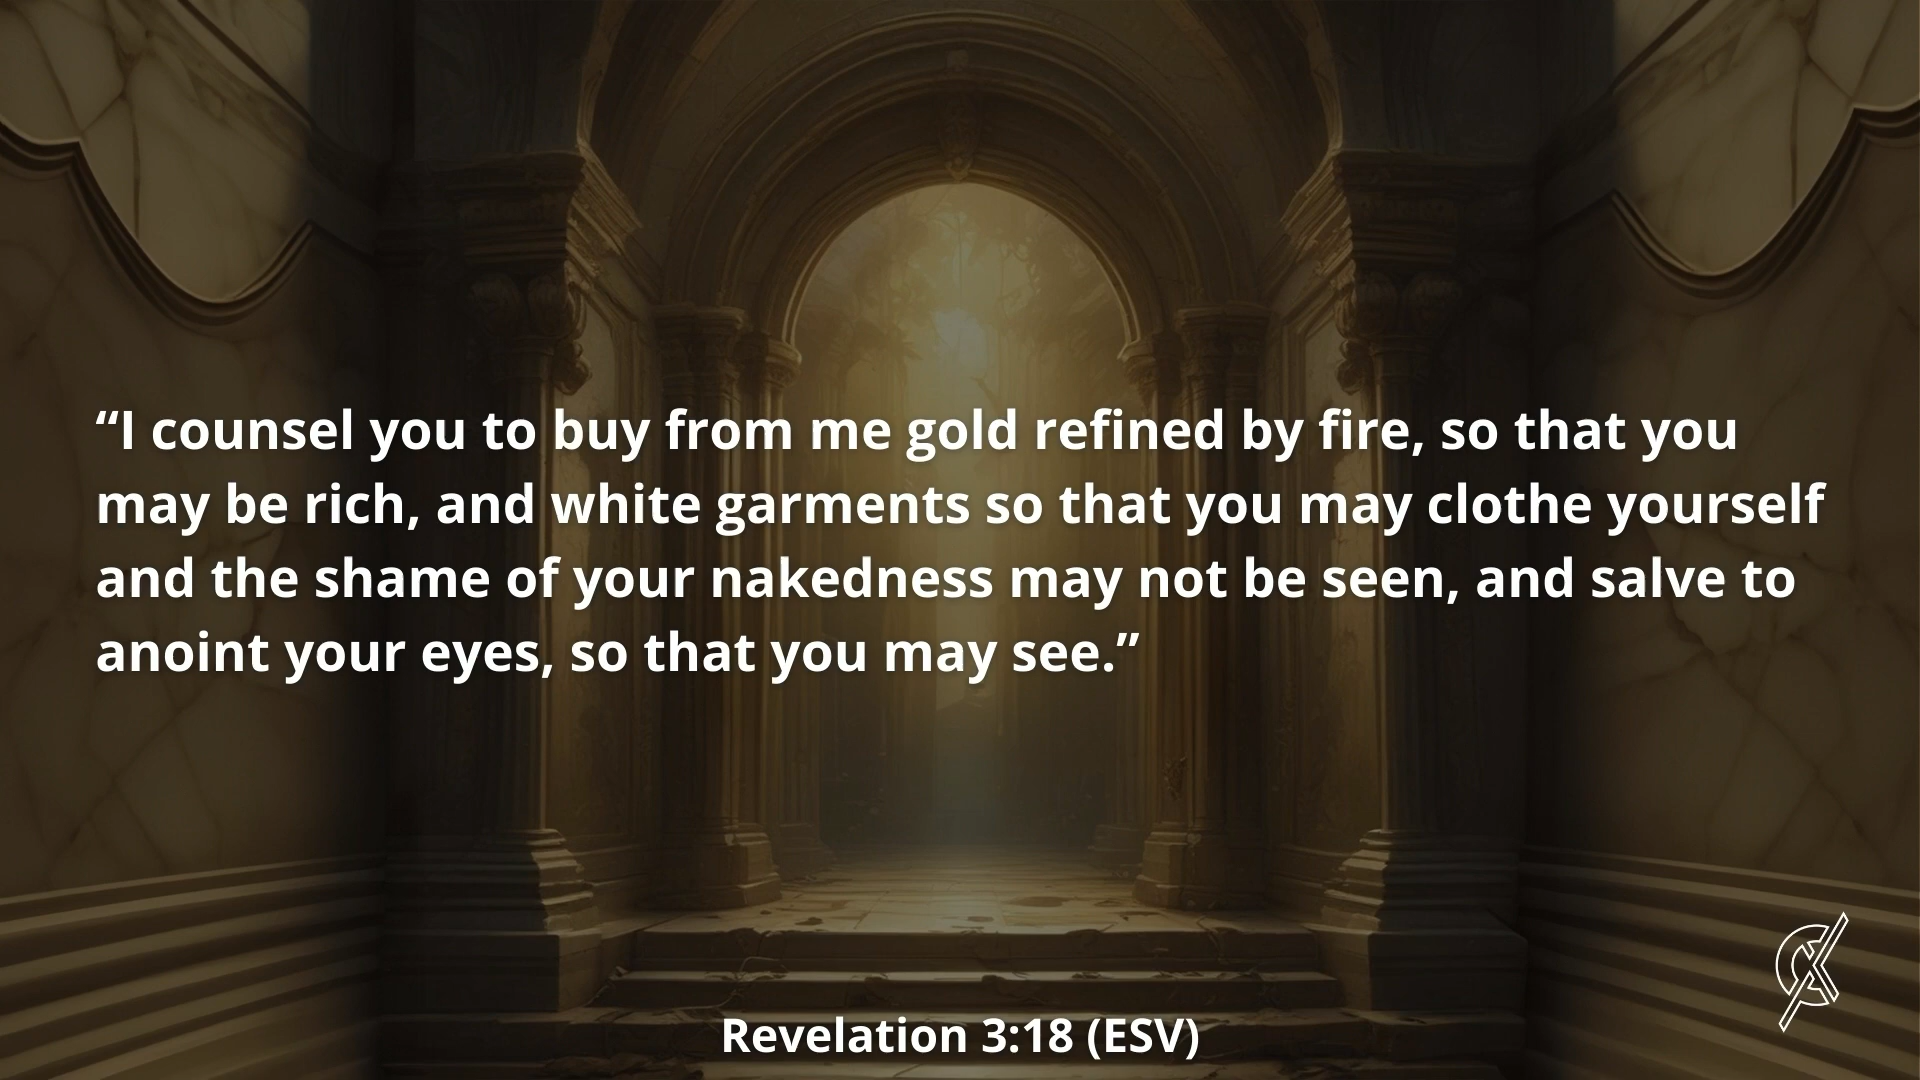 “I counsel you to buy from me gold refined by fire, so that you
may be rich, and white garments so that you may clothe yourself
and the shame of your nakedness may not be seen, and salve to
anoint your eyes, so that you may see.”
Revelation 3:18 (ESV)